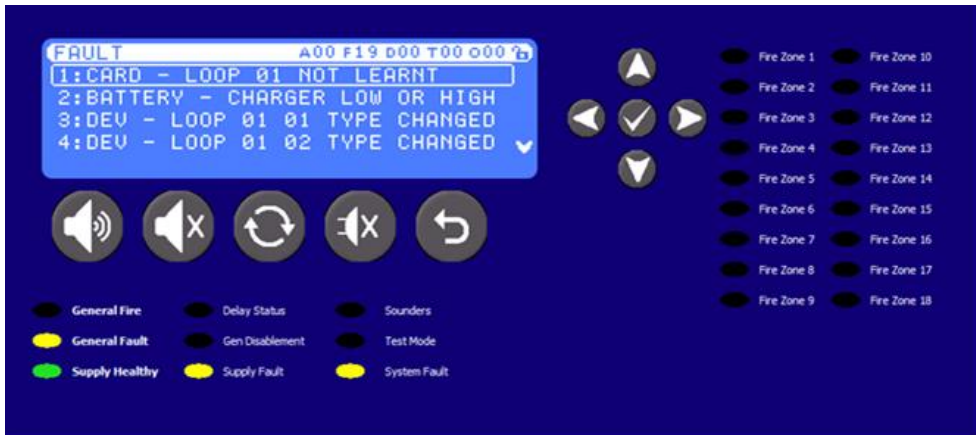 FAULT A00 F19 D00 T00 O00
1:CARD - LOOP 01 NOT LEARNT
2:BATTERY - CHARGER LOW OR HIGH
3:DEV - LOOP 01 01 TYPE CHANGED
4:DEV - LOOP 01 02 TYPE CHANGED
General Fire Delay Status Sounders
General Fault Gen Disablement Test Mode
Supply Healthy Supply Fault System Fault
Fire Zone 1 Fire Zone 10
Fire Zone 2 Fire Zone 11
Fire Zone 3 Fire Zone 12
Fire Zone 4 Fire Zone 13
Fire Zone 5 Fire Zone 14
Fire Zone 6 Fire Zone 15
Fire Zone 7 Fire Zone 16
Fire Zone 8 Fire Zone 17
Fire Zone 9 Fire Zone 18